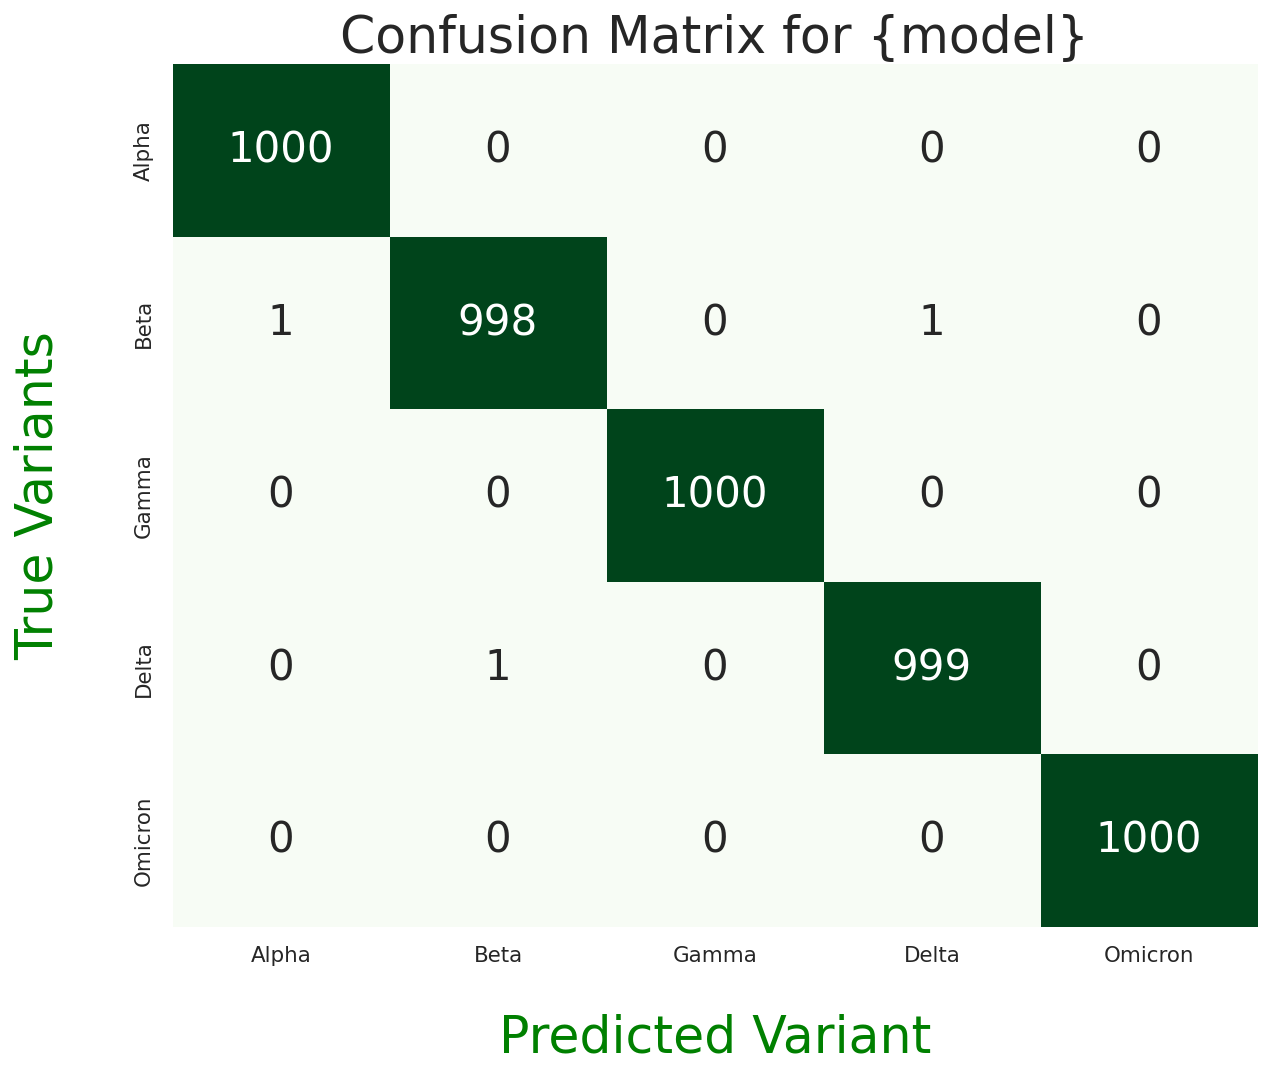 Confusion Matrix for {model}
True Variants
Alpha 1000 0 0 0 0
Beta 1 998 0 1 0
Gamma 0 0 1000 0 0
Delta 0 1 0 999 0
Omicron 0 0 0 0 1000
Alpha Beta Gamma Delta Omicron
Predicted Variant